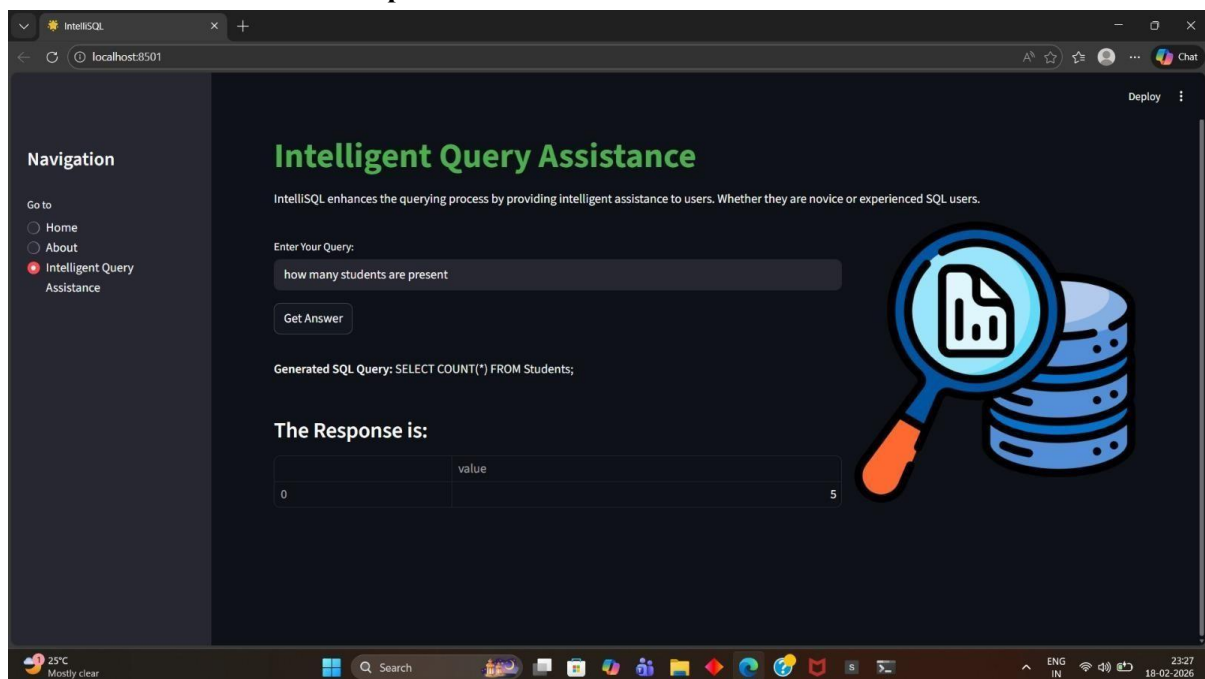 IntelliSQL
localhost:8501
Chat
Deploy
Navigation
Go to
Home
About
Intelligent Query
Assistance
Intelligent Query Assistance
IntelliSQL enhances the querying process by providing intelligent assistance to users. Whether they are novice or experienced SQL users.
Enter Your Query:
how many students are present
Get Answer
Generated SQL Query: SELECT COUNT(*) FROM Students;
The Response is:
value
0 5
1
25°C
Mostly clear
Search
S
ENG
IN
23:27
18-02-2026